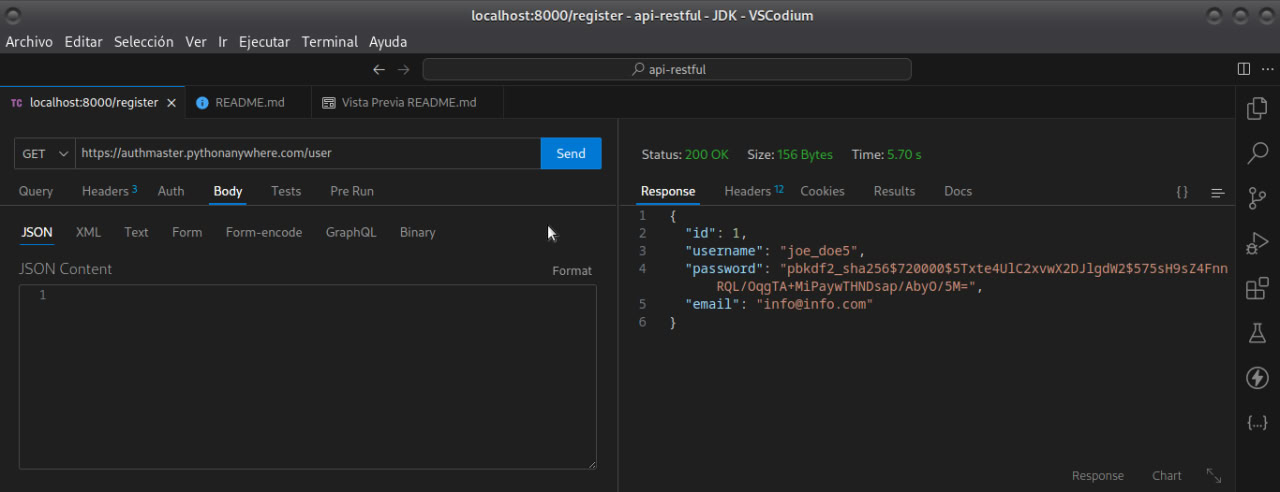 localhost:8000/register - api-restful - JDK - VSCodium
Archivo Editar Selección Ver Ir Ejecutar Terminal Ayuda
api-restful
TC localhost:8000/register README.md Vista Previa README.md
GET https://authmaster.pythonanywhere.com/user Send
Status: 200 OK Size: 156 Bytes Time: 5.70 s
Query Headers 3 Auth Body Tests Pre Run
Response Headers 12 Cookies Results Docs {}
JSON XML Text Form Form-encode GraphQL Binary
JSON Content Format
1
1 {
2 "id": 1,
3 "username": "joe_doe5",
4 "password": "pbkdf2_sha256$720000$5Txte4UlC2xvwX2DJlgdW2$575sH9sZ4Fnn
RQL/OqgTA+MiPaywTHNDsap/AbyO/5M=",
5 "email": "info@info.com"
6 }
Response Chart
{...}